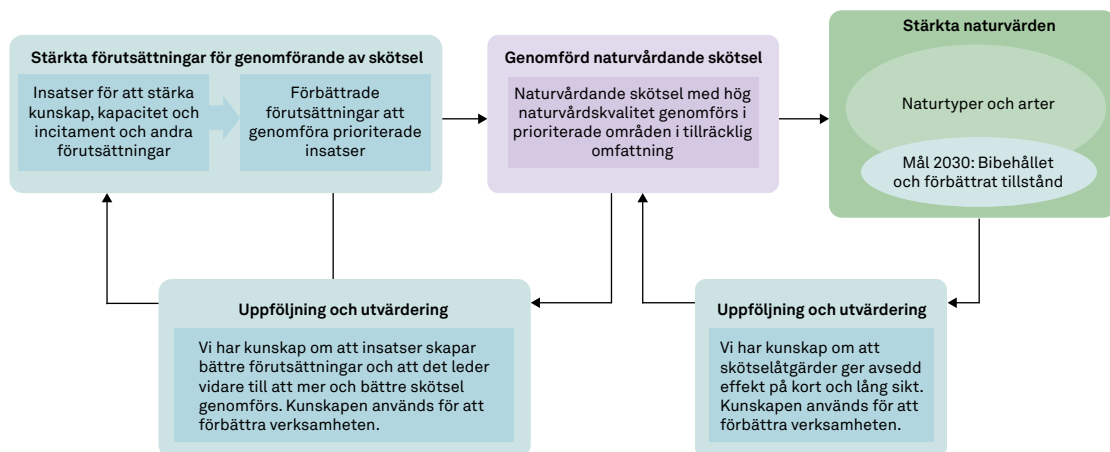 Stärkta förutsättningar för genomförande av skötsel
Insatser för att stärka
kunskap, kapacitet och
incitament och andra
förutsättningar
Förbättrade
förutsättningar att
genomföra prioriterade
insatser
Genomförd naturvårdande skötsel
Naturvårdande skötsel med hög
naturvårdskvalitet genomförs i
prioriterade områden i tillräcklig
omfattning
Stärkta naturvärden
Naturtyper och arter
Mål 2030: Bibehållet
och förbättrat tillstånd
Uppföljning och utvärdering
Vi har kunskap om att insatser skapar
bättre förutsättningar och att det leder
vidare till att mer och bättre skötsel
genomförs. Kunskapen används för att
förbättra verksamheten.
Uppföljning och utvärdering
Vi har kunskap om att
skötselåtgärder ger avsedd
effekt på kort och lång sikt.
Kunskapen används för att
förbättra verksamheten.